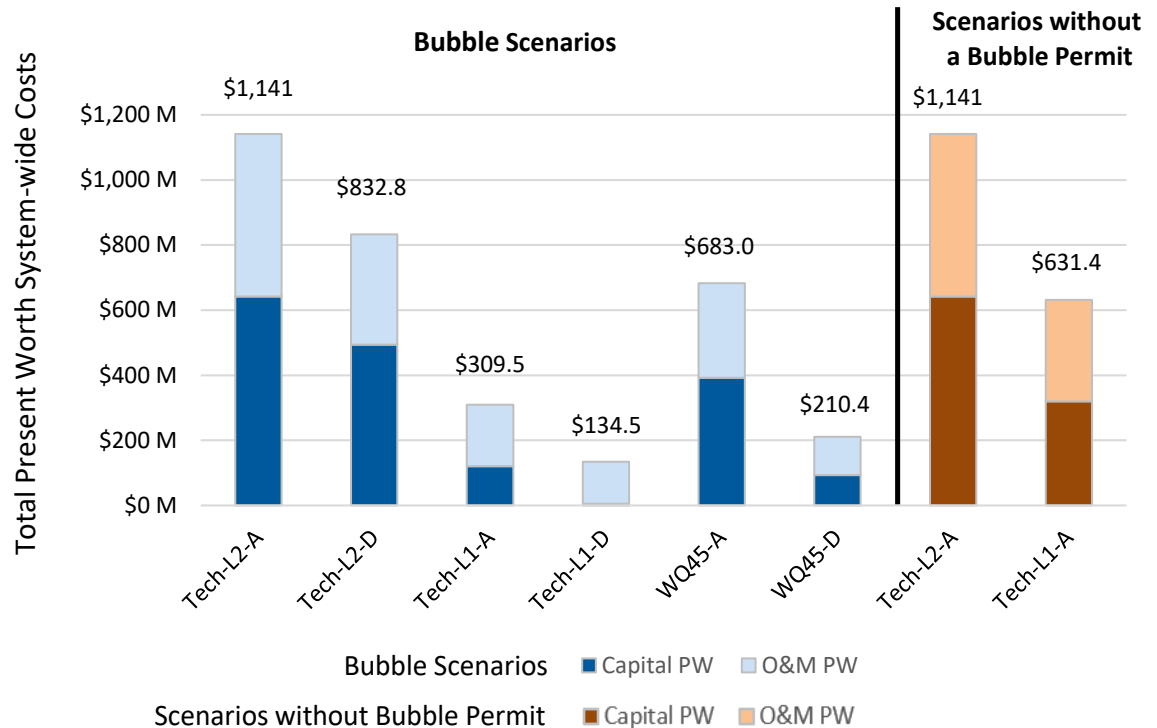 Bubble Scenarios
Scenarios without
a Bubble Permit
Total Present Worth System-wide Costs
$1,200 M
$1,000 M
$800 M
$600 M
$400 M
$200 M
$0 M
$1,141
$832.8
$309.5
$134.5
$683.0
$210.4
$1,141
$631.4
Tech-L2-A
Tech-L2-D
Tech-L1-A
Tech-L1-D
WQ45-A
WQ45-D
Tech-L2-A
Tech-L1-A
Bubble Scenarios Capital PW O&M PW
Scenarios without Bubble Permit Capital PW O&M PW